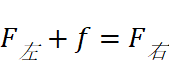 F左 + f = F右